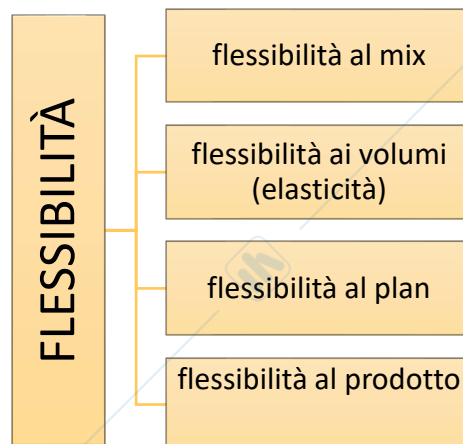 FLESSIBILITÀ
flessibilità al mix
flessibilità ai volumi
(elasticità)
flessibilità al plan
flessibilità al prodotto